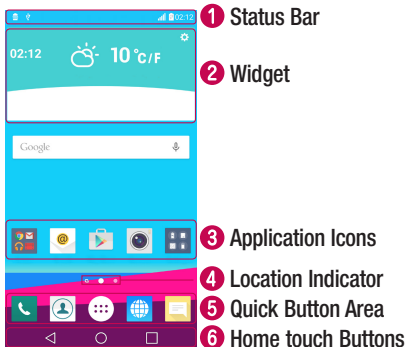 02:12
1 Status Bar
02:12 10°C/F
2 Widget
Google
3 Application Icons
4 Location Indicator
5 Quick Button Area
6 Home touch Buttons